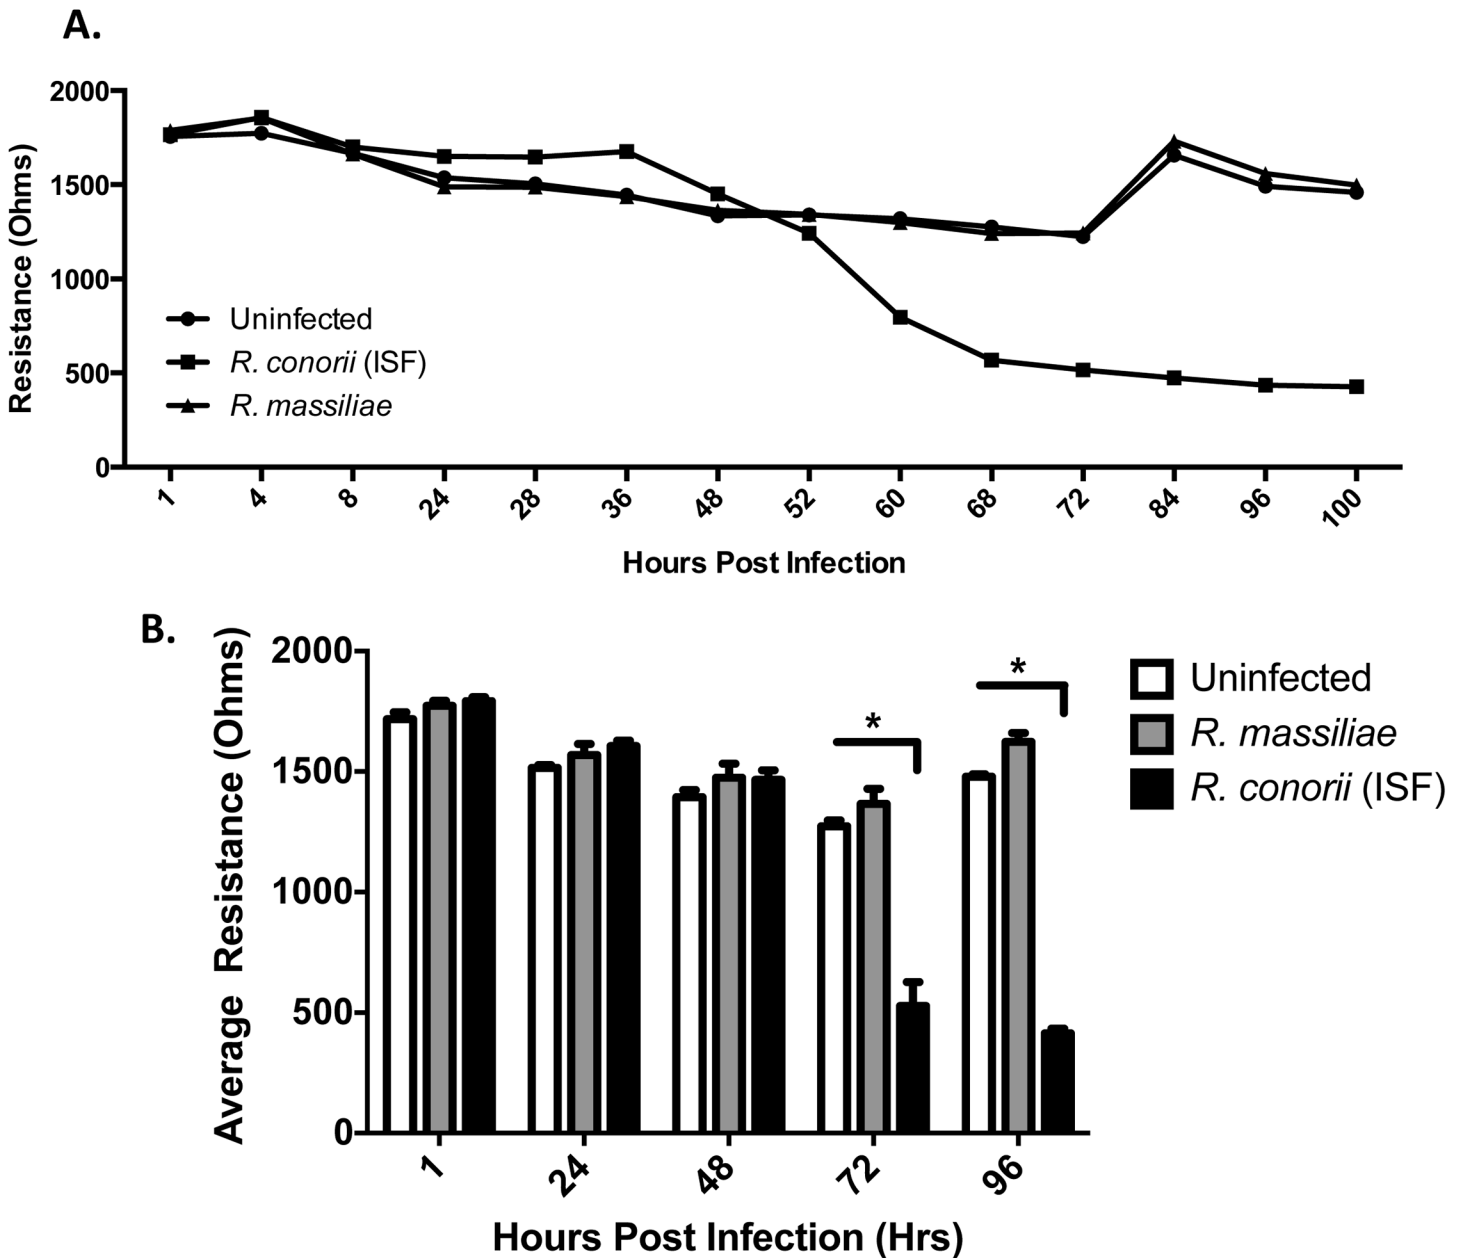 A.
Resistance (Ohms)
2000
1500
1000
500
0
Uninfected
R. conorii (ISF)
R. massiliae
1 4 8 24 28 36 48 52 60 68 72 84 96 100
Hours Post Infection
B.
Average Resistance (Ohms)
2000
1500
1000
500
0
*
*
Uninfected
R. massiliae
R. conorii (ISF)
1 24 48 72 96
Hours Post Infection (Hrs)